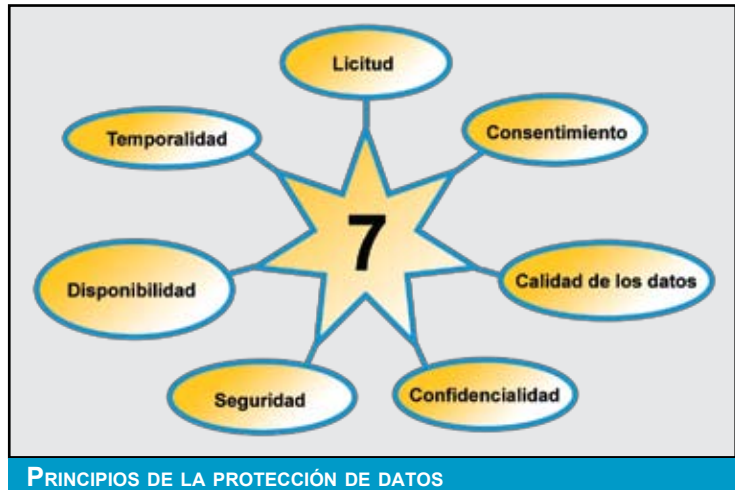 Licitud
Temporalidad
Consentimiento
7
Disponibilidad
Calidad de los datos
Seguridad
Confidencialidad
PRINCIPIOS DE LA PROTECCIÓN DE DATOS